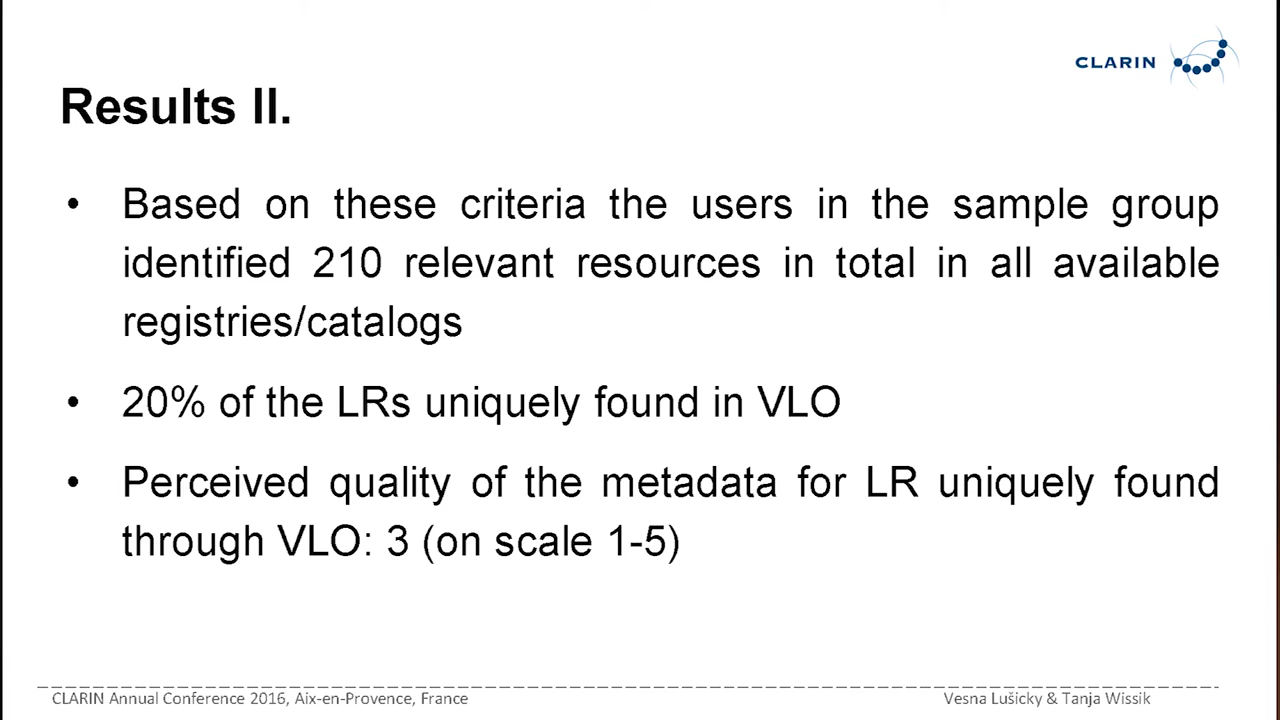 CLARIN
Results II.
• Based on these criteria the users in the sample group
identified 210 relevant resources in total in all available
registries/catalogs
• 20% of the LRs uniquely found in VLO
• Perceived quality of the metadata for LR uniquely found
through VLO: 3 (on scale 1-5)
CLARIN Annual Conference 2016, Aix-en-Provence, France
Vesna Lušicky & Tanja Wissik